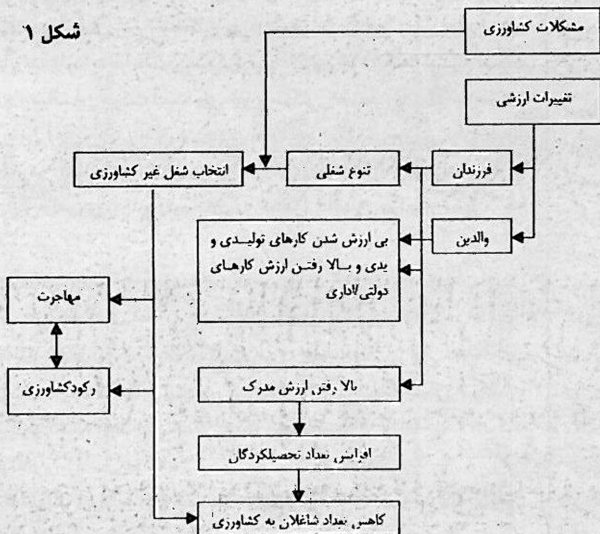 شکل ۱
مشکلات کشاورزی
تغییرات ارزشی
فرزندان
تنوع شغلی
انتخاب شغل غیر کشاورزی
والدین
بی ارزش شدن کارهای تولیدی و
یدی و بالا رفتن ارزش کارهای
دولتی/اداری
مهاجرت
رکودکشاورزی
بالا رفتن ارزش مدرک
افزایش تعداد تحصیلکردگان
کاهش تعداد شاغلان به کشاورزی